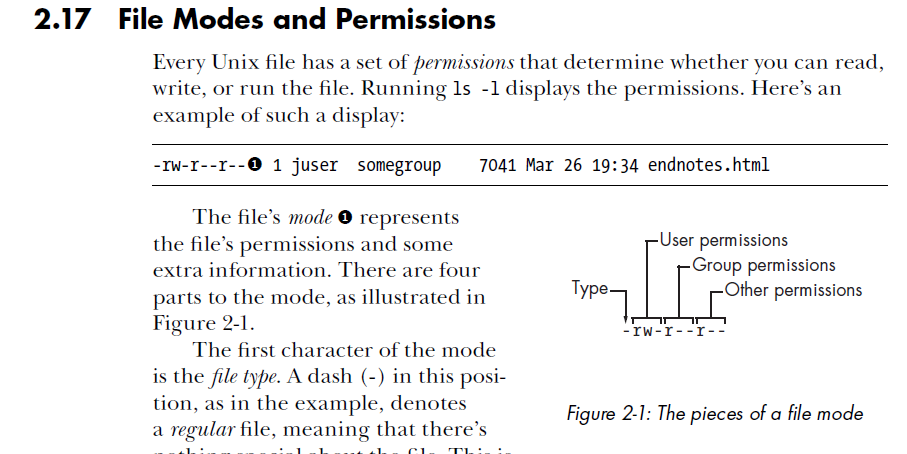 2.17 File Modes and Permissions
Every Unix file has a set of permissions that determine whether you can read,
write, or run the file. Running ls -l displays the permissions. Here's an
example of such a display:
-rw-r--r--❶ 1 juser somegroup 7041 Mar 26 19:34 endnotes.html
The file's mode ❶ represents
the file's permissions and some
extra information. There are four
parts to the mode, as illustrated in
Figure 2-1.
The first character of the mode
is the file type. A dash (-) in this posi-
tion, as in the example, denotes
a regular file, meaning that there's
User permissions
Group permissions
Type
Other permissions
-rw-r--r--
Figure 2-1: The pieces of a file mode